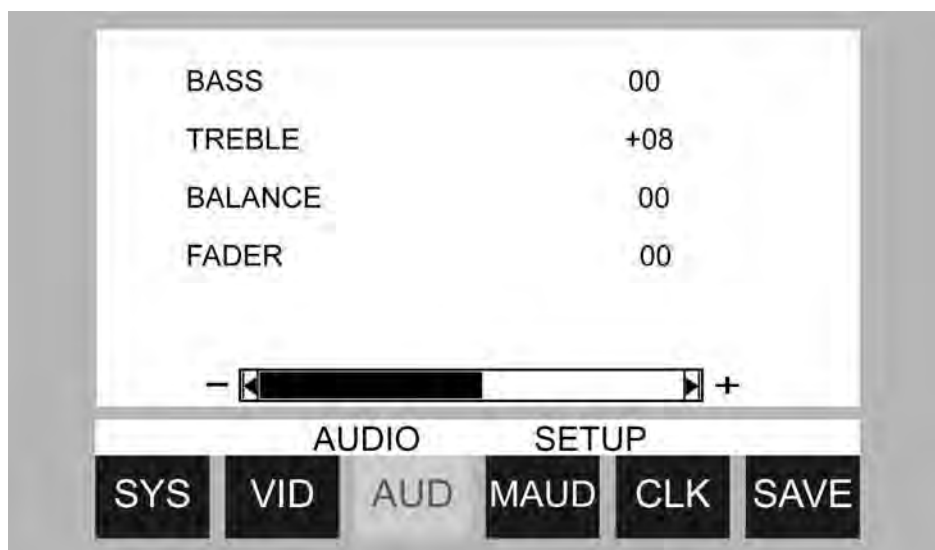 BASS 00
TREBLE +08
BALANCE 00
FADER 00
- +
AUDIO SETUP
SYS VID AUD MAUD CLK SAVE